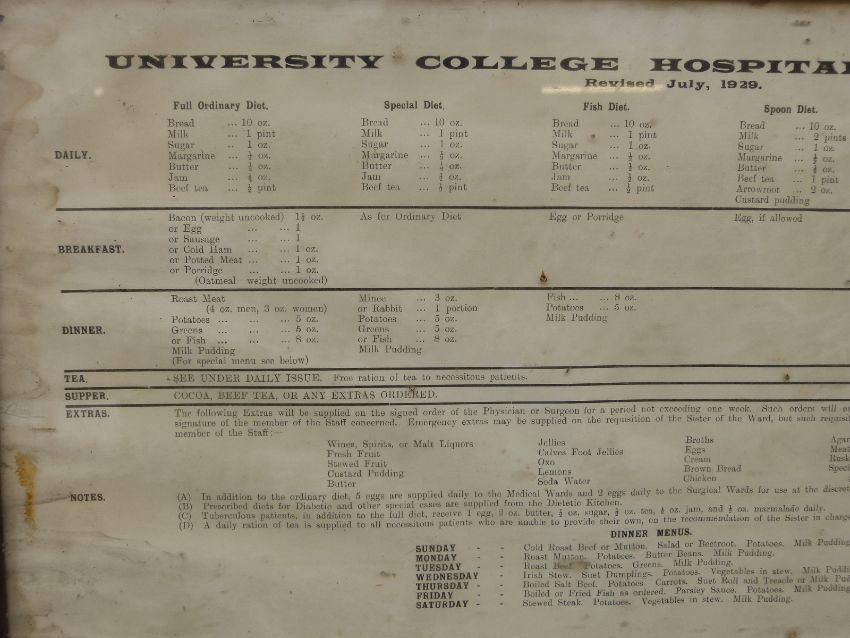 UNIVERSITY COLLEGE HOSPITAL
Revised July, 1929.
Full Ordinary Diet. Special Diet. Fish Diet. Spoon Diet.
DAILY.
Bread ... 10 oz. Bread ... 10 oz. Bread ... 10 oz. Bread ... 10 oz.
Milk ... 1 pint Milk ... 1 pint Milk ... 1 pint Milk ... 2 pints
Sugar .. 1 oz. Sugar ... 1 oz. Sugar ... 1 oz. Sugar ... 1 oz.
Margarine ... ½ oz. Margarine ... ½ oz. Margarine ... ½ oz. Margarine ... ½ oz.
Butter ... ½ oz. Butter ... oz. Butter ... ½ oz. Butter ... ½ oz.
Jam ... oz. Jam ... ½ oz. Jam ... ½ oz. Beef tea ... 1 pint
Beef tea ... ½ pint Beef tea ... ½ pint Beef tea ... ½ pint Arrowroot ... 2 oz.
Custard pudding
BREAKFAST.
Bacon (weight uncooked) 1½ oz. As for Ordinary Diet Egg or Porridge Egg, if allowed
or Egg ... ... 1
or Sausage ... ... 1
or Cold Ham ... ... 1 oz.
or Potted Meat ... ... 1 oz.
or Porridge ... ... 1 oz.
(Oatmeal weight uncooked)
DINNER.
Roast Meat Mince ... 3 oz. Fish ... ... 8 oz.
(4 oz. men, 3 oz. women) or Rabbit ... 1 portion Potatoes ... 5 oz.
Potatoes ... ... ... 5 oz. Potatoes ... 5 oz. Milk Pudding
Greens ... ... ... 5 oz. Greens ... 5 oz.
or Fish ... ... ... 8 oz. or Fish ... 8 oz.
Milk Pudding Milk Pudding
(For special menu see below)
TEA. SEE UNDER DAILY ISSUE. Free ration of tea to necessitous patients.
SUPPER. COCOA, BEEF TEA, OR ANY EXTRAS ORDERED.
EXTRAS. The following Extras will be supplied on the signed order of the Physician or Surgeon for a period not exceeding one week. Such orders will
signature of the member of the Staff concerned. Emergency extras may be supplied on the requisition of the Sister of the Ward, but such
member of the Staff:—
Wines, Spirits, or Malt Liquors Jellies Broths Agar
Fresh Fruit Calves Foot Jellies Eggs Meat
Stewed Fruit Oxo Cream Rusk
Custard Pudding Lemons Brown Bread Speci
Butter Soda Water Chicken
NOTES. (A) In addition to the ordinary diet, 5 eggs are supplied daily to the Medical Wards and 2 eggs daily to the Surgical Wards for use at the
(B) Prescribed diets for Diabetic and other special cases are supplied from the Dietetic Kitchen.
(C) Tuberculous patients, in addition to the full diet, receive 1 egg, 2 oz. butter, oz. sugar, oz. tea, oz. jam, and oz. marmalade daily.
(D) A daily ration of tea is supplied to all necessitous patients who are unable to provide their own, on the recommendation of the Sister in charge
DINNER MENUS.
SUNDAY - - Cold Roast Beef or Mutton. Salad or Beetroot. Potatoes. Milk Pudding
MONDAY - - Roast Mutton. Potatoes. Butter Beans. Milk Pudding.
TUESDAY - - Roast Beef. Potatoes. Greens. Milk Pudding.
WEDNESDAY - - Irish Stew. Suet Dumplings. Potatoes. Vegetables in stew. Milk Pudd
THURSDAY - - Boiled Salt Beef. Potatoes. Carrots. Suet Roll and Treacle or Milk Pud
FRIDAY - - Boiled or Fried Fish as ordered. Parsley Sauce. Potatoes. Milk Pudding
SATURDAY - - Stewed Steak. Potatoes. Vegetables in stew. Milk Pudding.